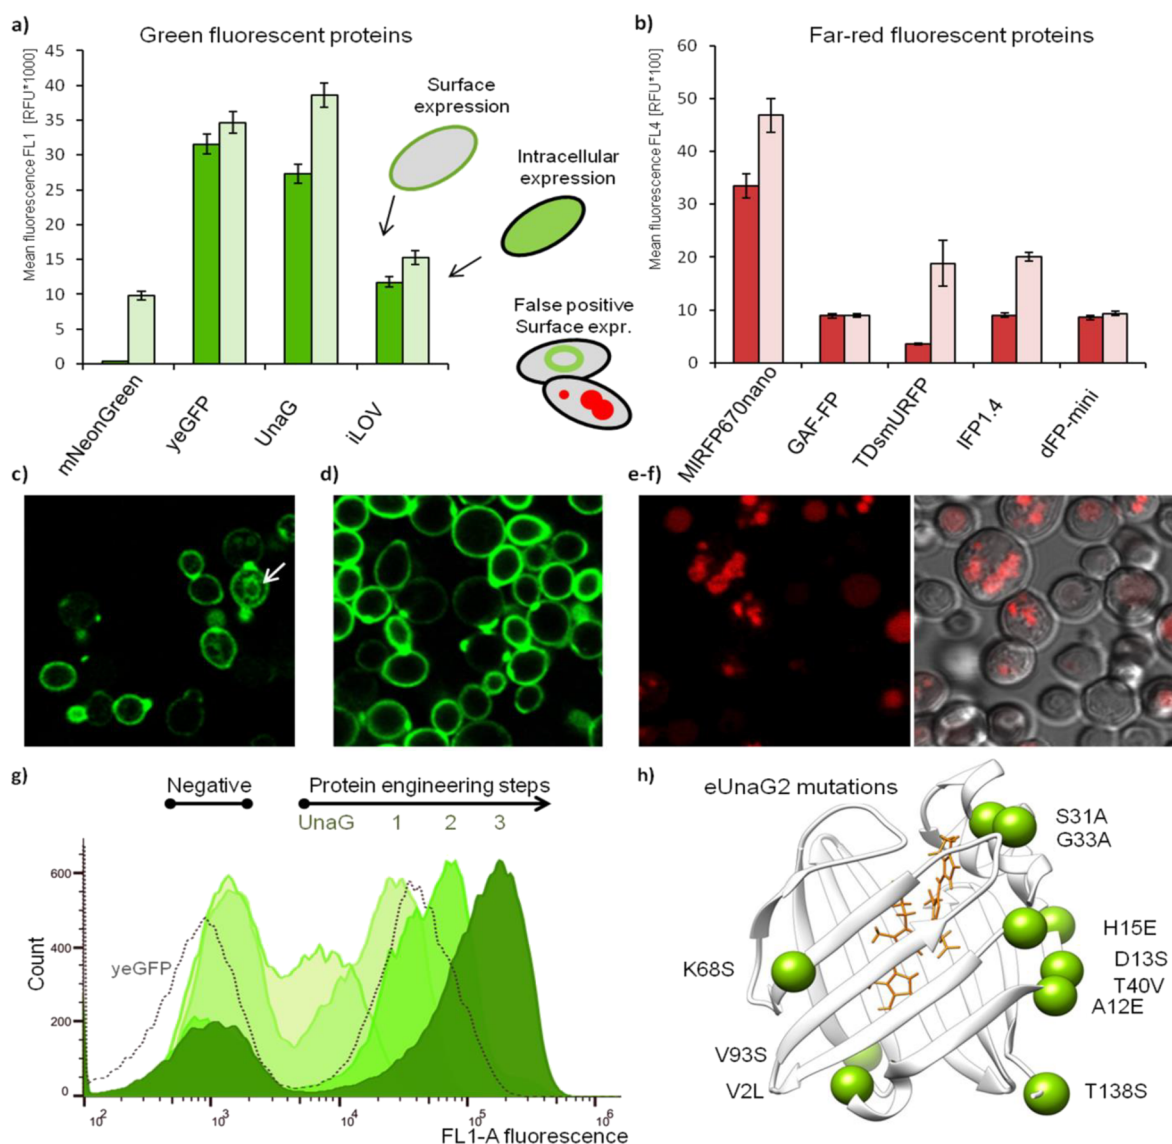 a)
Green fluorescent proteins
Mean fluorescence FL1 [RFU*1000]
45
40
35
30
25
20
15
10
5
0
mNeonGreen
yeGFP
UnaG
iLOV
Surface
expression
Intracellular
expression
False positive
Surface expr.
b)
Far-red fluorescent proteins
Mean fluorescence FL4 [RFU*100]
60
50
40
30
20
10
0
MIRFP670nano
GAF-FP
TDsmURFP
IFP1.4
dFP-mini
c)
d)
e-f)
g)
Negative
Protein engineering steps
UnaG 1 2 3
Count
600
400
200
0
yeGFP
10² 10³ 10⁴ 10⁵ 10⁶
FL1-A fluorescence
h)
eUnaG2 mutations
S31A
G33A
H15E
D13S
T40V
A12E
K68S
V93S
V2L
T138S